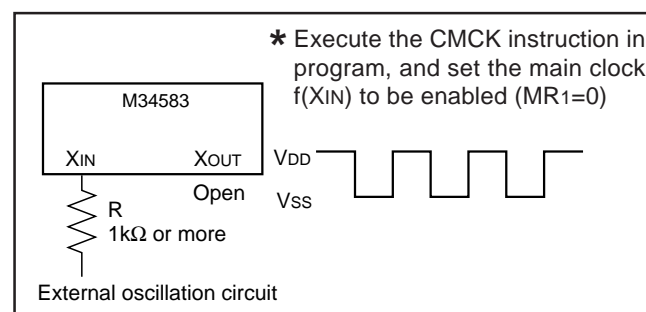 * Execute the CMCK instruction in
program, and set the main clock
f(XIN) to be enabled (MR1=0)
M34583
XIN XOUT
Open
VDD
VSS
R
1kΩ or more
External oscillation circuit